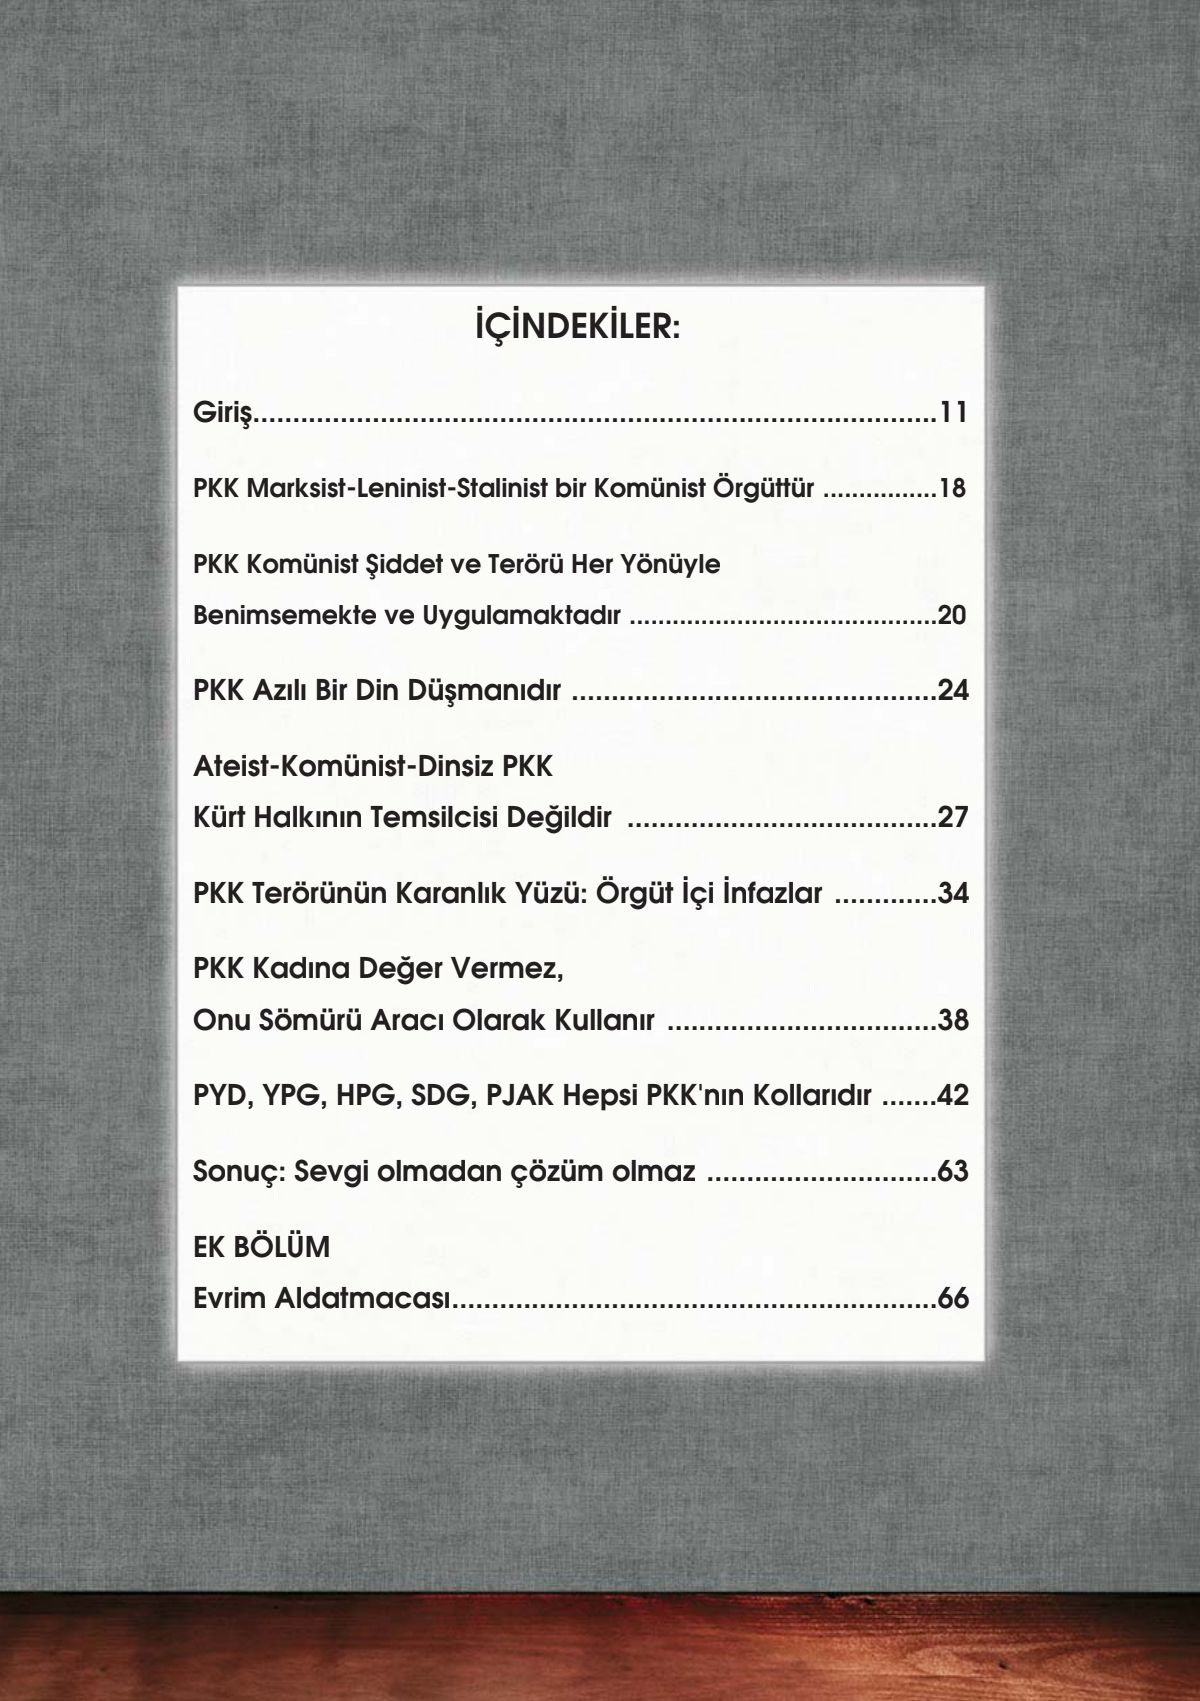 İÇİNDEKİLER:
Giriş.....................................................................................11
PKK Marksist-Leninist-Stalinist bir Komünist Örgüttür ................18
PKK Komünist Şiddet ve Terörü Her Yönüyle
Benimsemekte ve Uygulamaktadır ...........................................20
PKK Azılı Bir Din Düşmanıdır ..............................................24
Ateist-Komünist-Dinsiz PKK
Kürt Halkının Temsilcisi Değildir .......................................27
PKK Terörünün Karanlık Yüzü: Örgüt İçi İnfazlar .............34
PKK Kadına Değer Vermez,
Onu Sömürü Aracı Olarak Kullanır ..................................38
PYD, YPG, HPG, SDG, PJAK Hepsi PKK'nın Kollarıdır .......42
Sonuç: Sevgi olmadan çözüm olmaz .............................63
EK BÖLÜM
Evrim Aldatmacası.............................................................66